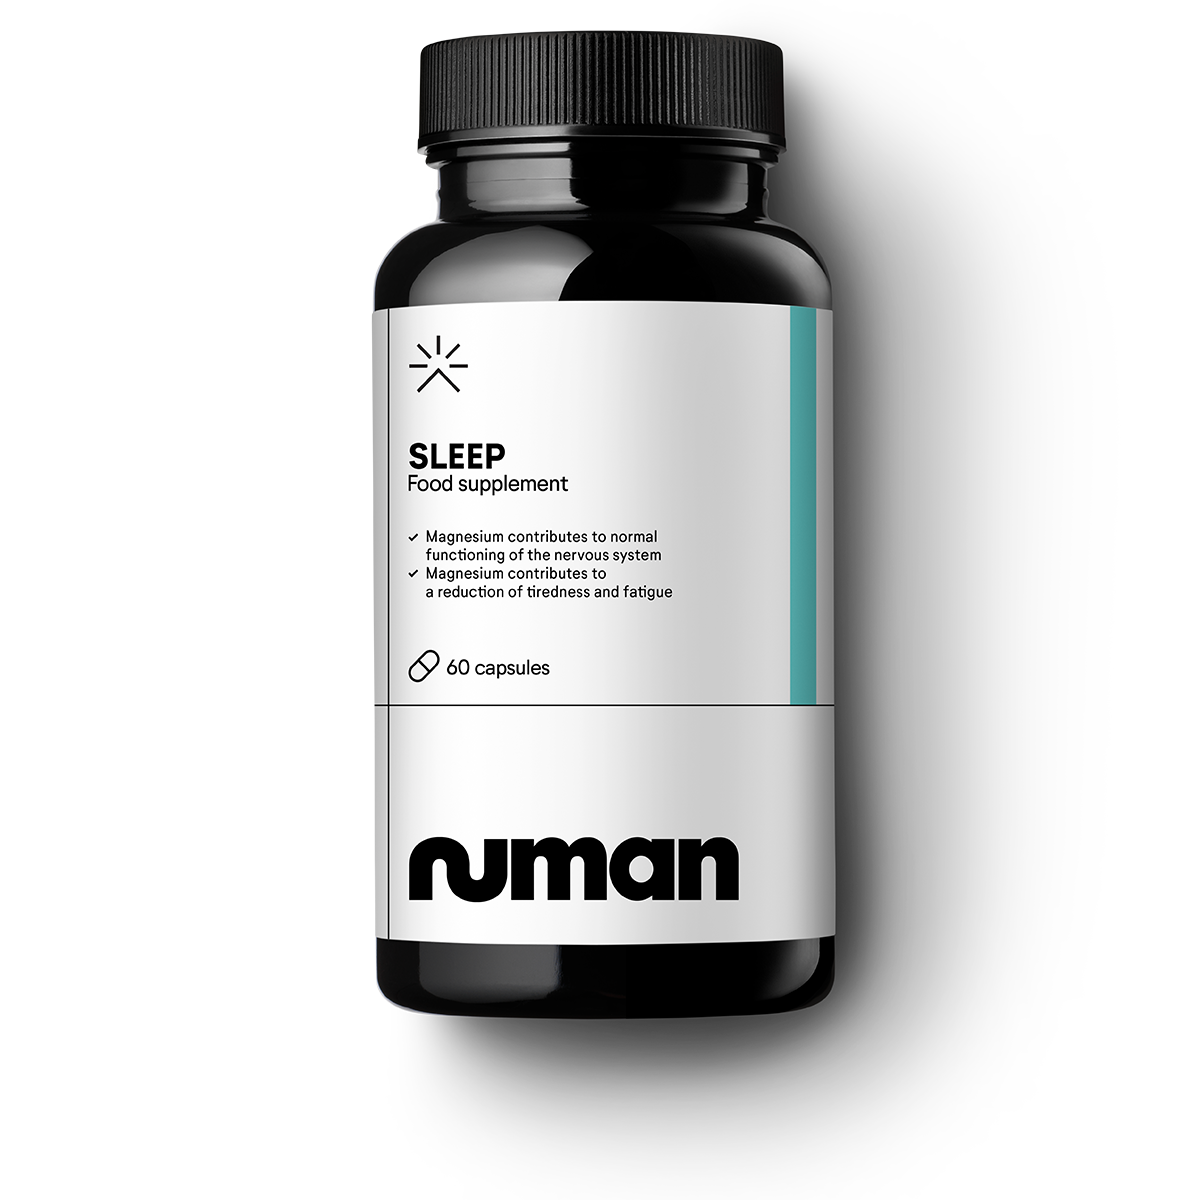 SLEEP
Food supplement
✓ Magnesium contributes to normal
functioning of the nervous system
✓ Magnesium contributes to
a reduction of tiredness and fatigue
60 capsules
numan